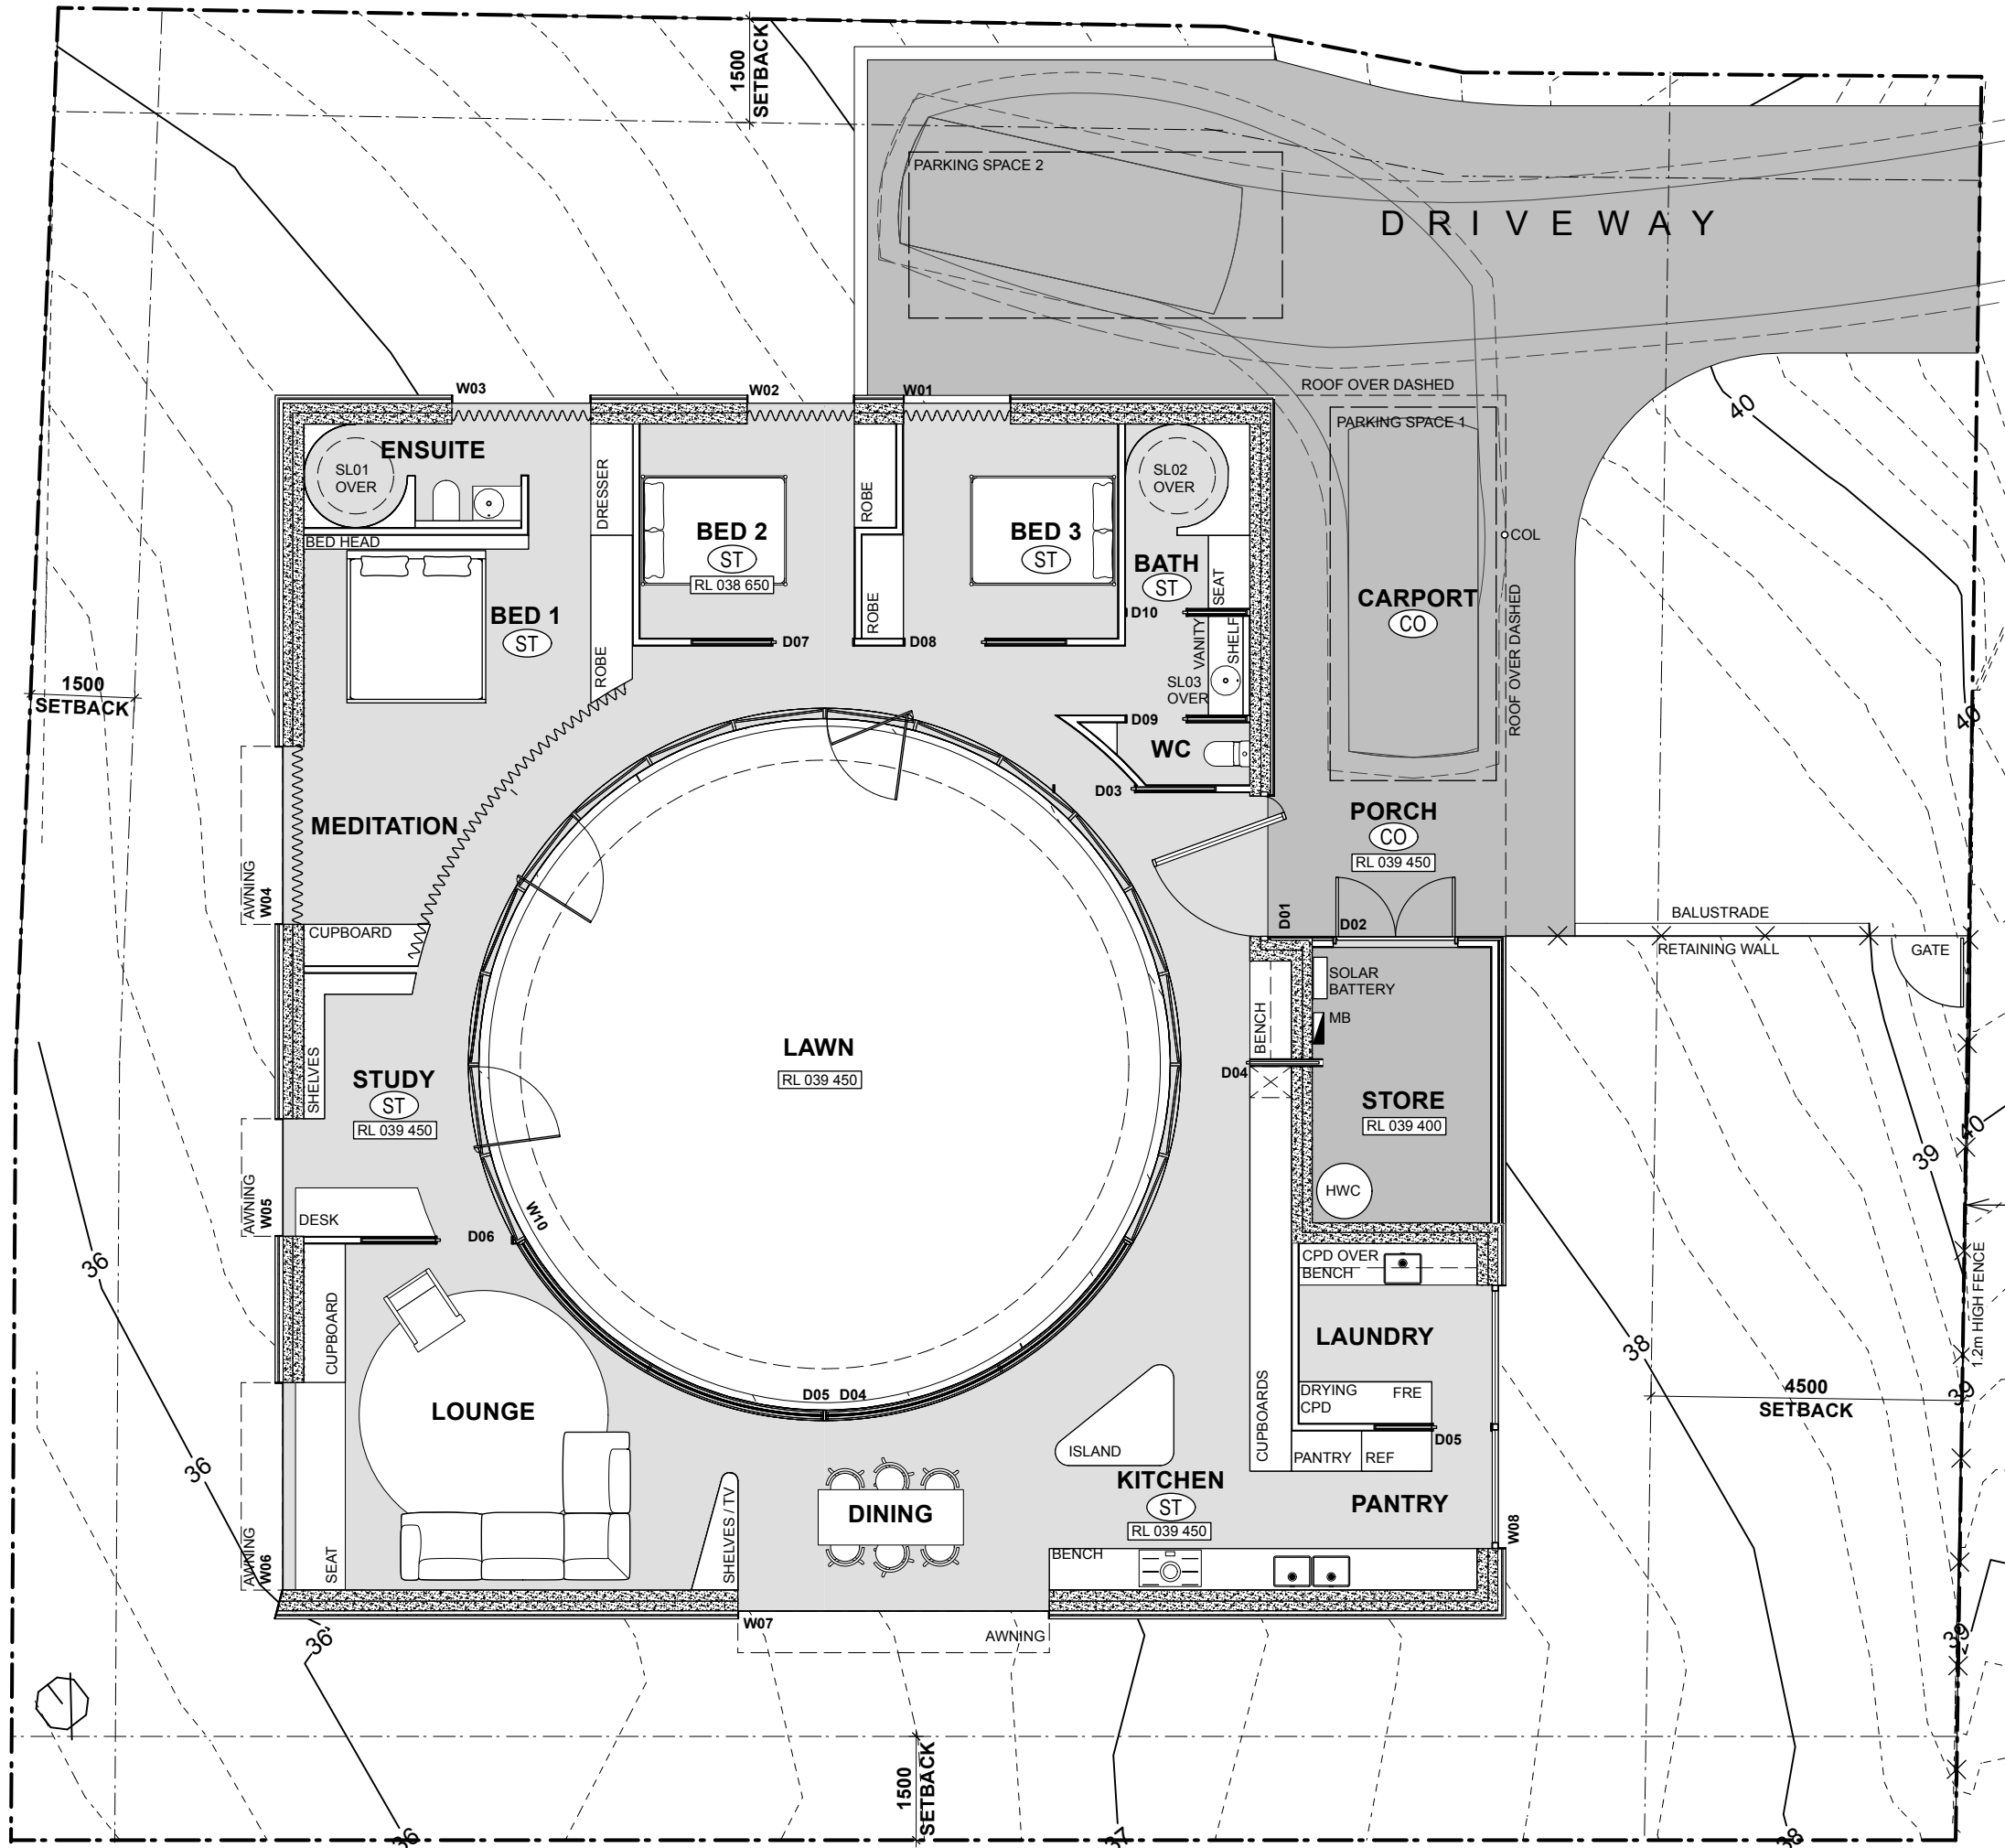 1500
SETBACK
PARKING SPACE 2
DRIVEWAY
W03
W02
W01
ROOF OVER DASHED
40
PARKING SPACE 1
ENSUITE
SL01
OVER
DRESSER
ROBE
SL02
OVER
BED HEAD
BED 2
ST
RL 038 650
BED 3
ST
COL
BATH
ST
SEAT
CARPORT
CO
ROOF OVER DASHED
BED 1
ST
ROBE
ROBE
D10
D07
D08
VANITY
SHELF
1500
SETBACK
SL03
OVER
D09
40
WC
D03
MEDITATION
PORCH
CO
RL 039 450
AWNING
W04
D01
D02
BALUSTRADE
CUPBOARD
RETAINING WALL
GATE
SOLAR
BATTERY
MB
BENCH
LAWN
RL 039 450
SHELVES
STUDY
ST
RL 039 450
D04
STORE
RL 039 400
40
39
AWNING
W05
HWC
W10
DESK
D06
36
CPD OVER
BENCH
1.2m HIGH FENCE
CUPBOARD
LAUNDRY
38
DRYING
CPD
FRE
4500
SETBACK
39
D05 D04
LOUNGE
CUPBOARDS
ISLAND
D05
PANTRY
REF
36
KITCHEN
ST
RL 039 450
PANTRY
DINING
SHELVES / TV
W08
AWNING
W06
SEAT
BENCH
W07
AWNING
36
39
1500
SETBACK
36
37
38